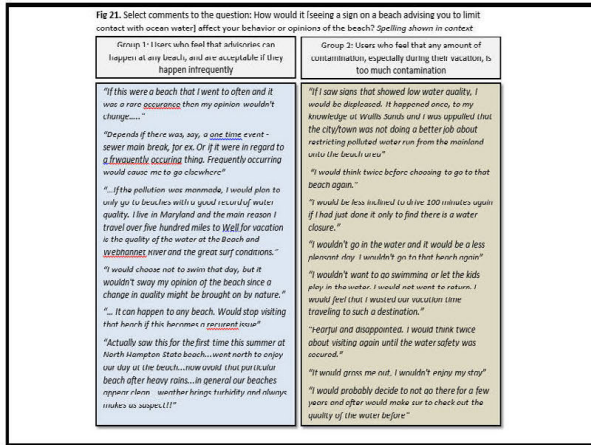 Fig 21. Select comments to the question: How would it [seeing a sign on a beach advising you to limit
contact with ocean water] affect your behavior or opinions of the beach? Spelling shown in context
Group 1: Users who feel that advisories can
happen at any beach, and are acceptable if they
happen infrequently
"If this were a beach that I went to often and it
was a rare occurance then my opinion wouldn't
change....."
"Depends if there was, say, a one time event -
sewer main break, for ex. Or if it were in regard to
a frwquently occuring thing. Frequently occurring
would cause me to go elsewhere"
"...If the pollution was manmade, I would plan to
only go to beaches with a good record of water
quality. I live in Maryland and the main reason I
travel over five hundred miles to Well for vacation
is the quality of the water at the Beach and
Webhannet River and the great surf conditions."
"I would choose not to swim that day, but it
wouldn't sway my opinion of the beach since a
change in quality might be brought on by nature."
"... It can happen to any beach. Would stop visiting
that beach if this becomes a recurent issue"
"Actually saw this for the first time this summer at
North Hampton State beach...went north to enjoy
our day at the beach...now avoid that particular
beach after heavy rains...in general our beaches
appear clean... weather brings turbidity and always
makes us suspect!!"
Group 2: Users who feel that any amount of
contamination, especially during their vacation, is
too much contamination
"If I saw signs that showed low water quality, I
would be displeased. It happened once, to my
knowledge at Wallis Sands and I was appulled that
the city/town was not doing a better job about
restricting polluted water run from the mainland
onto the beach area"
"I would think twice before choosing to go to that
beach again."
"I would be less inclined to drive 100 minutes again
if I had just done it only to find there is a water
closure."
"I wouldn't go in the water and it would be a less
pleasant day. I wouldn't go to that beach again"
"I wouldn't want to go swimming or let the kids
play in the water. I would not want to return. I
would feel that I wasted our vacation time
traveling to such a destination."
"Fearful and disappointed. I would think twice
about visiting again until the water safety was
secured."
"It would gross me out, I wouldn't enjoy my stay"
"I would probably decide to not go there for a few
years and after would make sur to check out the
quality of the water before"